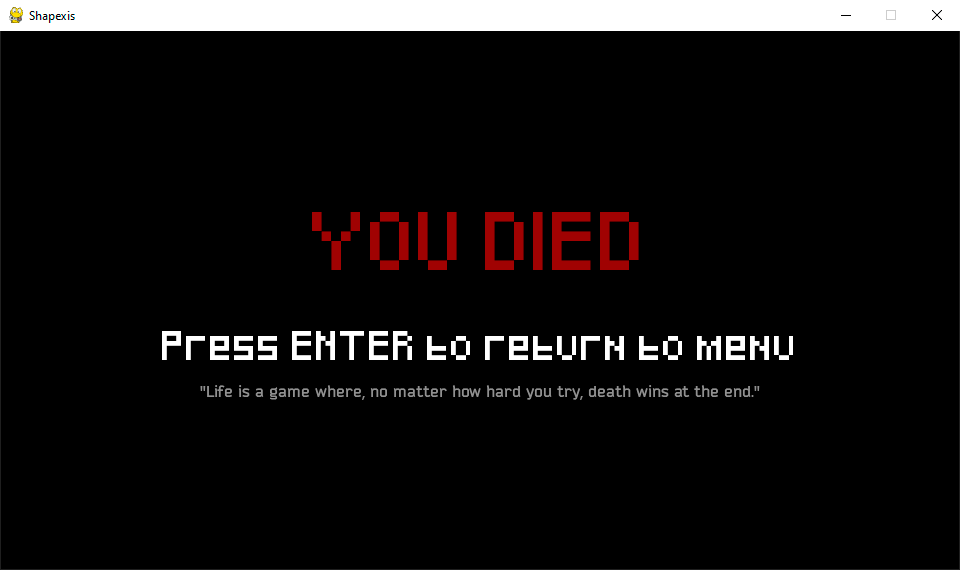 Shapexis
YOU DIED
Press ENTER to return to menu
"Life is a game where, no matter how hard you try, death wins at the end."